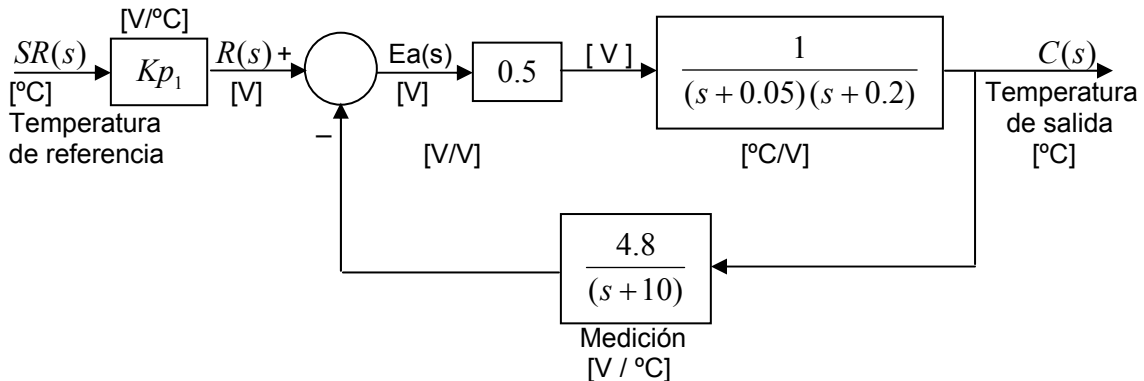 [V/ºC]
SR(s)
Kp₁
R(s) +
Ea(s)
0.5
[ V ]
1
(s + 0.05)(s + 0.2)
C(s)
[ºC]
[V]
[V]
Temperatura
de referencia
–
[V/V]
[ºC/V]
Temperatura
de salida
[ºC]
4.8
(s + 10)
Medición
[V / ºC]